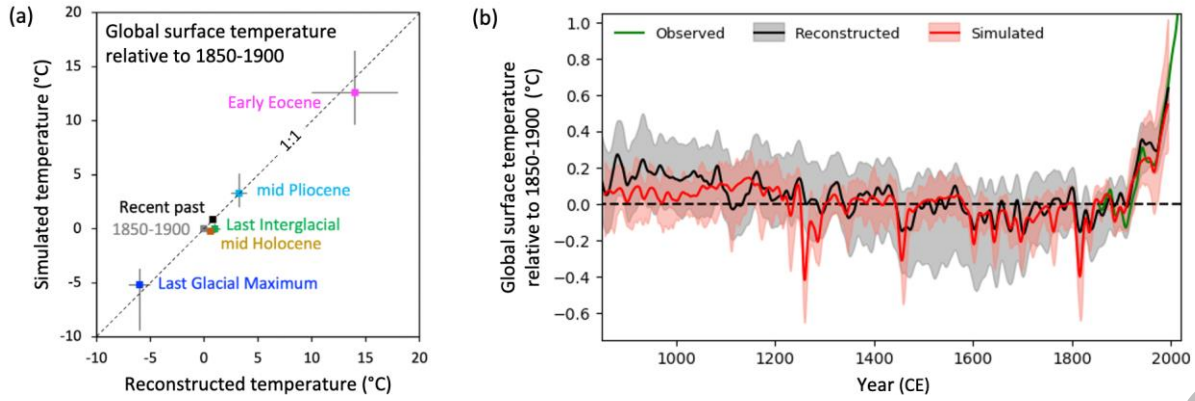 (a)
Global surface temperature
relative to 1850-1900
Simulated temperature (°C)
20
15
10
5
0
-5
-10
Early Eocene
1:1
mid Pliocene
Recent past
1850-1900
Last Interglacial
mid Holocene
Last Glacial Maximum
-10 -5 0 5 10 15 20
Reconstructed temperature (°C)
(b)
Global surface temperature
relative to 1850-1900 (°C)
1.0
0.8
0.6
0.4
0.2
0.0
−0.2
−0.4
−0.6
Observed Reconstructed Simulated
1000 1200 1400 1600 1800 2000
Year (CE)